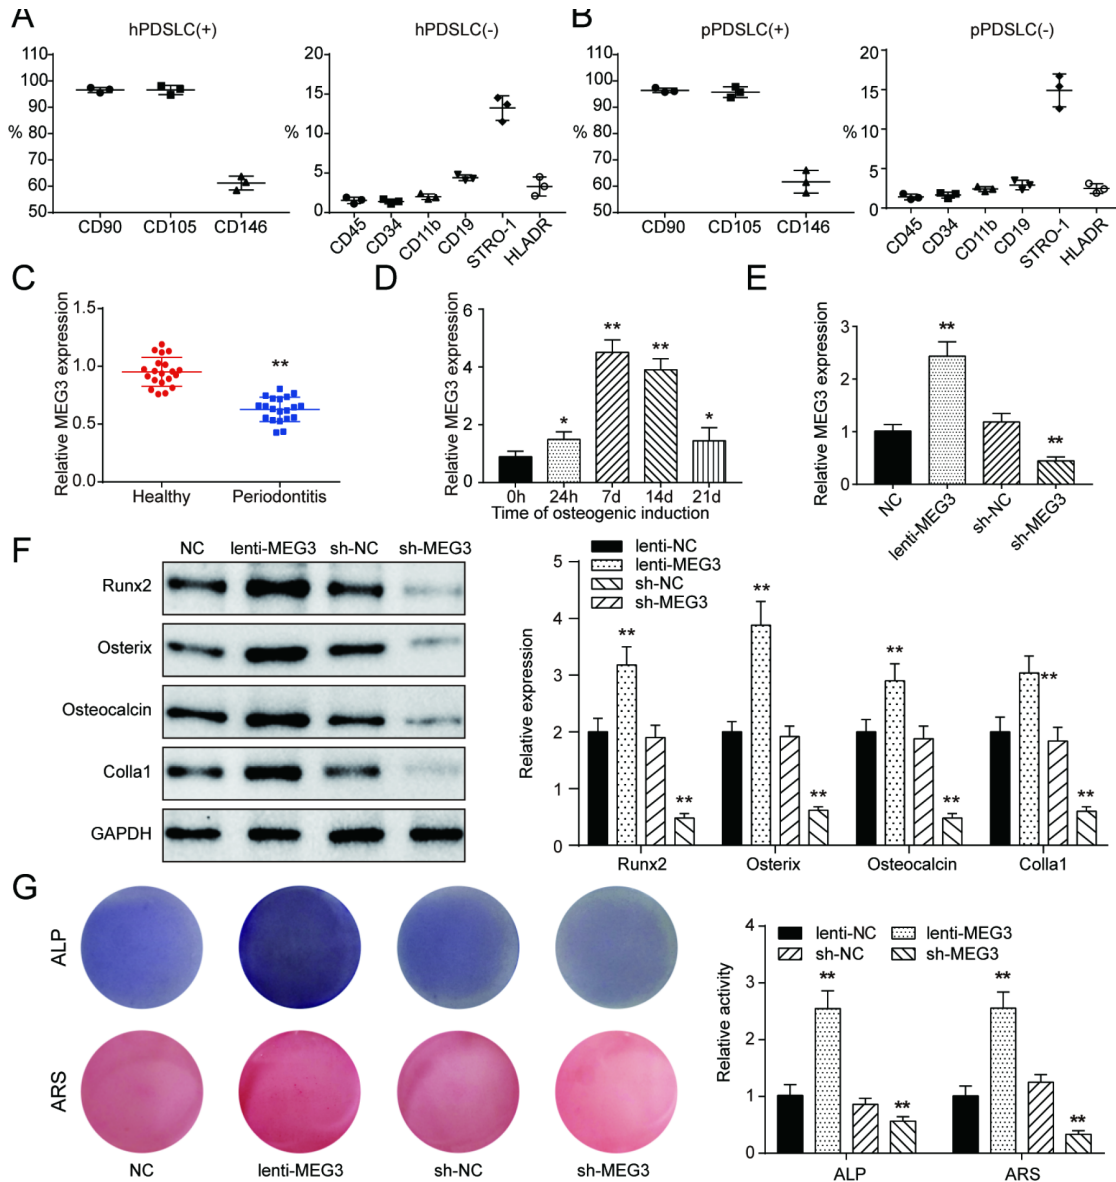 A
hPDSLC(+)
110
100
90
80
70
60
50
%
CD90 CD105 CD146
hPDSLC(-)
20
15
10
5
0
%
CD45 CD34 CD11b CD19 STRO-1 HLADR
B
pPDSLC(+)
110
100
90
80
70
60
50
%
CD90 CD105 CD146
pPDSLC(-)
20
15
10
5
0
%
CD45 CD34 CD11b CD19 STRO-1 HLADR
C
Relative MEG3 expression
1.5
1.0
0.5
0.0
**
Healthy Periodontitis
D
Relative MEG3 expression
6
4
2
0
* ** ** *
0h 24h 7d 14d 21d
Time of osteogenic induction
E
Relative MEG3 expression
3
2
1
0
** **
NC lenti-MEG3 sh-NC sh-MEG3
F
NC lenti-MEG3 sh-NC sh-MEG3
Runx2
Osterix
Osteocalcin
Colla1
GAPDH
lenti-NC
lenti-MEG3
sh-NC
sh-MEG3
Relative expression
5
4
3
2
1
0
** ** ** ** ** ** ** **
Runx2 Osterix Osteocalcin Colla1
G
ALP
ARS
NC lenti-MEG3 sh-NC sh-MEG3
lenti-NC lenti-MEG3
sh-NC sh-MEG3
Relative activity
4
3
2
1
0
** ** ** **
ALP ARS